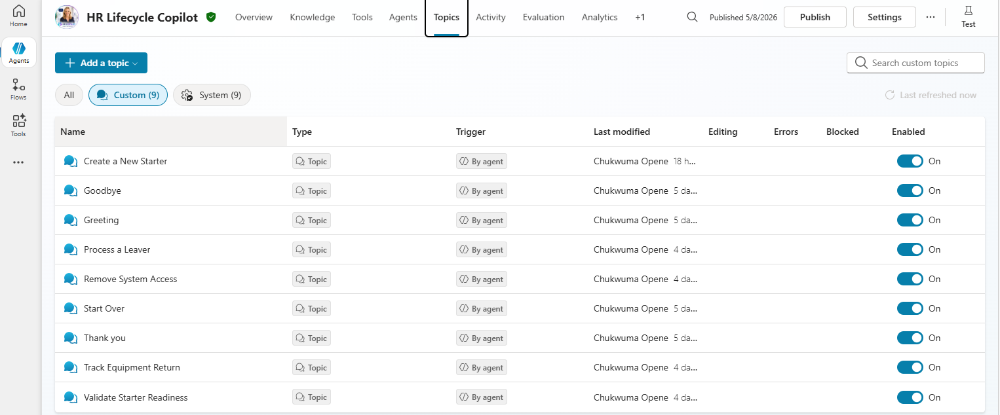 Home
Agents
Flows
Tools
HR Lifecycle Copilot
Overview Knowledge Tools Agents Topics Activity Evaluation Analytics +1
Published 5/8/2026 Publish Settings ... Test
Add a topic
Search custom topics
All Custom (9) System (9)
Last refreshed now
Name Type Trigger Last modified Editing Errors Blocked Enabled
Create a New Starter Topic By agent Chukwuma Opene 18 h... On
Goodbye Topic By agent Chukwuma Opene 5 da... On
Greeting Topic By agent Chukwuma Opene 5 da... On
Process a Leaver Topic By agent Chukwuma Opene 4 da... On
Remove System Access Topic By agent Chukwuma Opene 4 da... On
Start Over Topic By agent Chukwuma Opene 5 da... On
Thank you Topic By agent Chukwuma Opene 5 da... On
Track Equipment Return Topic By agent Chukwuma Opene 4 da... On
Validate Starter Readiness Topic By agent Chukwuma Opene 4 da... On